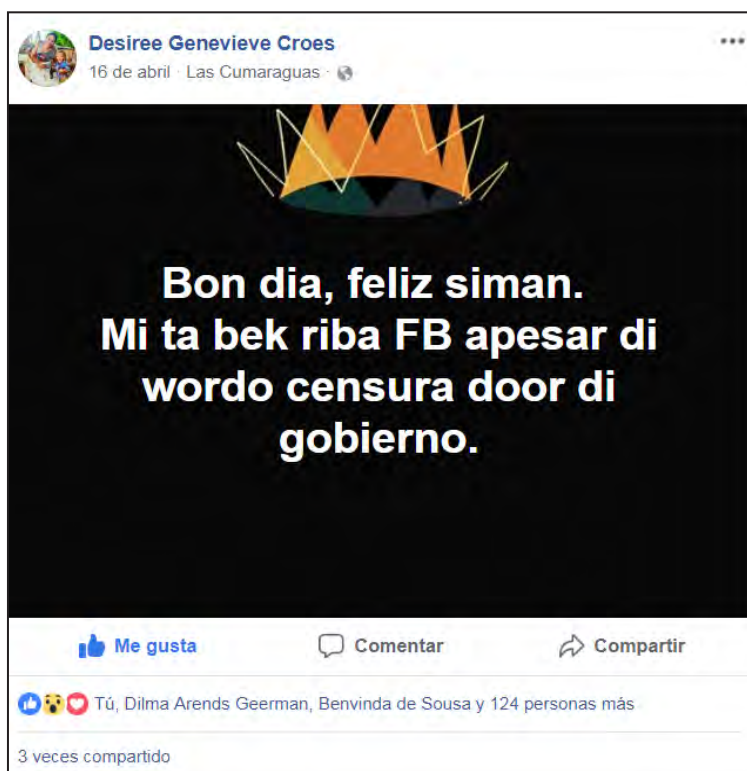 Desiree Genevieve Croes
16 de abril · Las Cumaraguas ·
Bon dia, feliz siman.
Mi ta bek riba FB apesar di
wordo censura door di
gobierno.
Me gusta
Comentar
Compartir
Tú, Dilma Arends Geerman, Benvinda de Sousa y 124 personas más
3 veces compartido